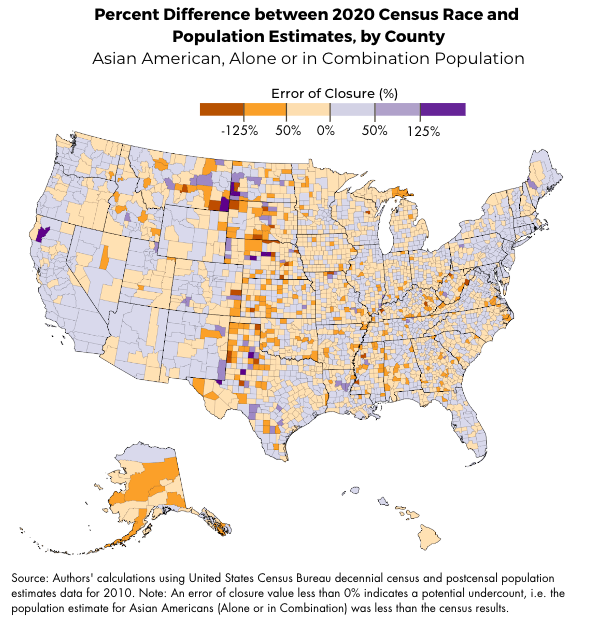 Percent Difference between 2020 Census Race and
Population Estimates, by County
Asian American, Alone or in Combination Population
Error of Closure (%)
-125% 50% 0% 50% 125%
Source: Authors' calculations using United States Census Bureau decennial census and postcensal population
estimates data for 2010. Note: An error of closure value less than 0% indicates a potential undercount, i.e. the
population estimate for Asian Americans (Alone or in Combination) was less than the census results.